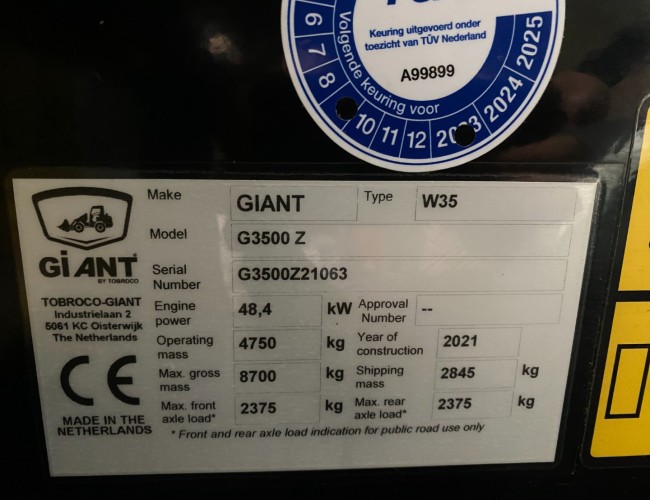 Keuring uitgevoerd onder
toezicht van TÜV Nederland
A99899
Volgende keuring voor
6 7 8 10 11 12 2023 2024 2025
GiANT
BY TOBROCO
TOBROCO-GIANT
Industrielaan 2
5061 KC Oisterwijk
The Netherlands
CE
MADE IN THE
NETHERLANDS
Make GIANT Type W35
Model G3500 Z
Serial Number G3500Z21063
Engine power 48,4 kW Approval Number --
Operating mass 4750 kg Year of construction 2021
Max. gross mass 8700 kg Shipping mass 2845 kg
Max. front axle load* 2375 kg Max. rear axle load* 2375 kg
* Front and rear axle load indication for public road use only